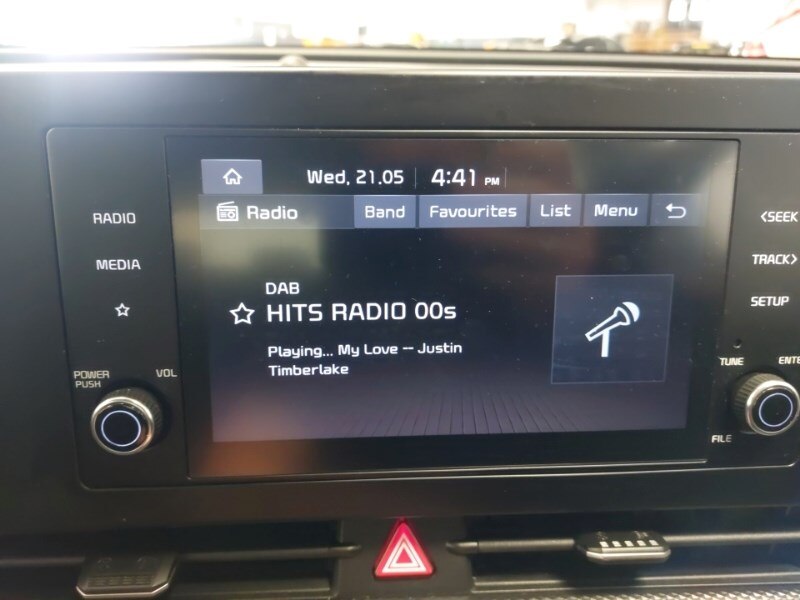 Wed, 21.05 4:41 PM
Radio Band Favourites List Menu
RADIO
MEDIA
DAB
HITS RADIO 00s
Playing... My Love -- Justin
Timberlake
POWER
PUSH
VOL
<SEEK
TRACK>
SETUP
TUNE
FILE